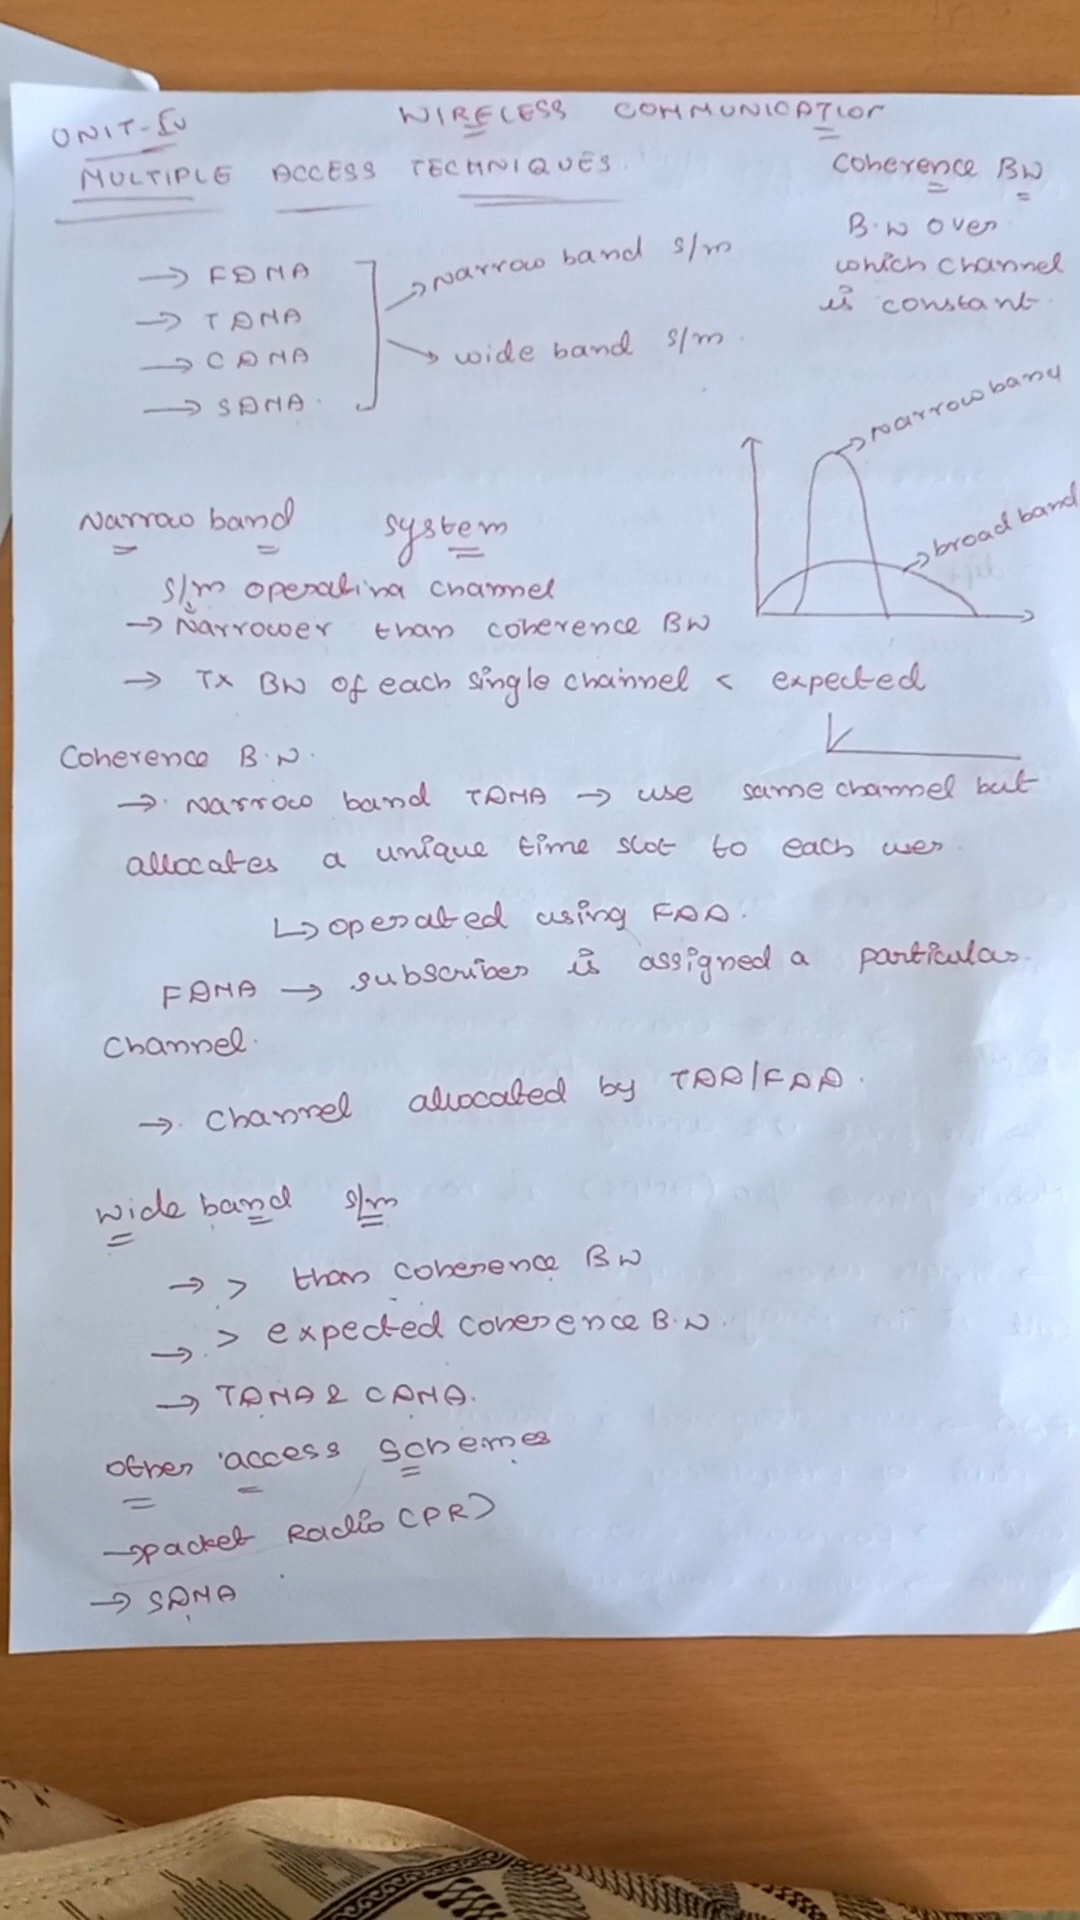 UNIT-IV
WIRELESS COMMUNICATION
MULTIPLE ACCESS TECHNIQUES
Coherence BW
B.W over
which channel
is constant.
→ FDMA
→ TDMA
→ CDMA
→ SDMA
→ Narrow band s/m
→ wide band s/m
→ Narrow band
→ broad band
Narrow band system
s/m operating channel
→ Narrower than coherence BW
→ TX BW of each single channel < expected
Coherence B.W.
→ Narrow band TDMA → use same channel but
allocates a unique time slot to each user
↳ operated using FDD.
FDMA → subscriber is assigned a particular
channel.
→ Channel allocated by TDD/FDD.
Wide band s/m
→ > than coherence BW
→ > expected coherence B.W.
→ TDMA & CDMA.
Other access schemes
→ packet Radio (PR)
→ SDMA